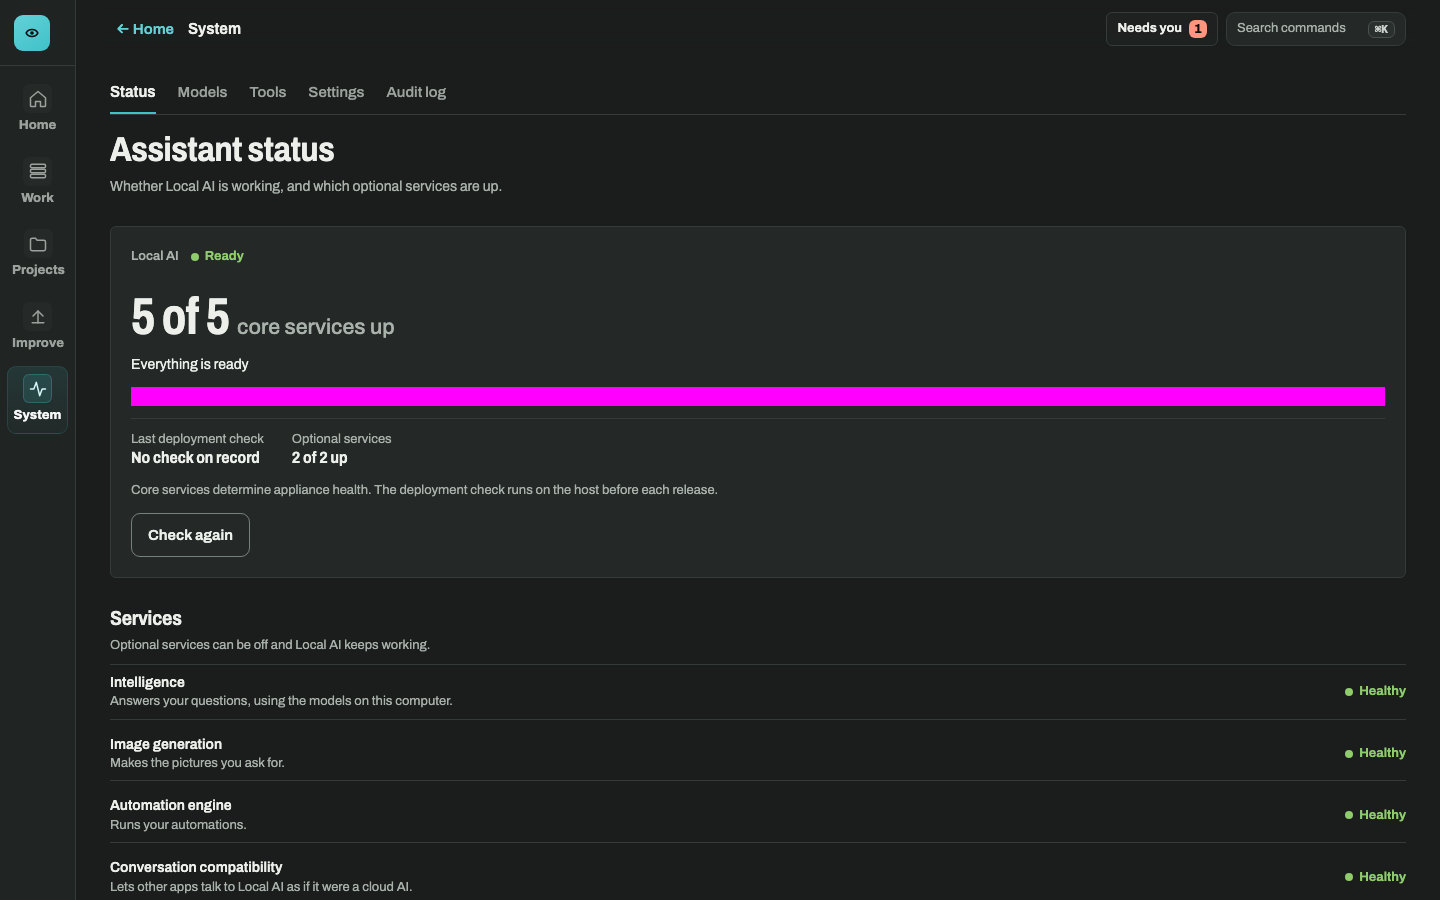 ← Home System
Needs you 1
Search commands ⌘K
Home
Work
Projects
Improve
System
Status Models Tools Settings Audit log
Assistant status
Whether Local AI is working, and which optional services are up.
Local AI Ready
5 of 5 core services up
Everything is ready
Last deployment check
No check on record
Optional services
2 of 2 up
Core services determine appliance health. The deployment check runs on the host before each release.
Check again
Services
Optional services can be off and Local AI keeps working.
Intelligence
Answers your questions, using the models on this computer.
Healthy
Image generation
Makes the pictures you ask for.
Healthy
Automation engine
Runs your automations.
Healthy
Conversation compatibility
Lets other apps talk to Local AI as if it were a cloud AI.
Healthy